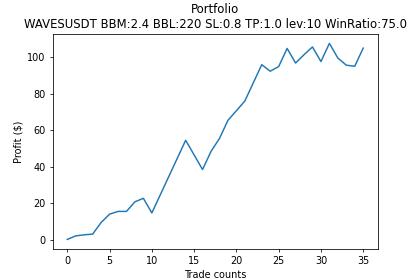 Portfolio
WAVESUSDT BBM:2.4 BBL:220 SL:0.8 TP:1.0 lev:10 WinRatio:75.0
100
80
60
40
20
0
Profit ($)
0 5 10 15 20 25 30 35
Trade counts